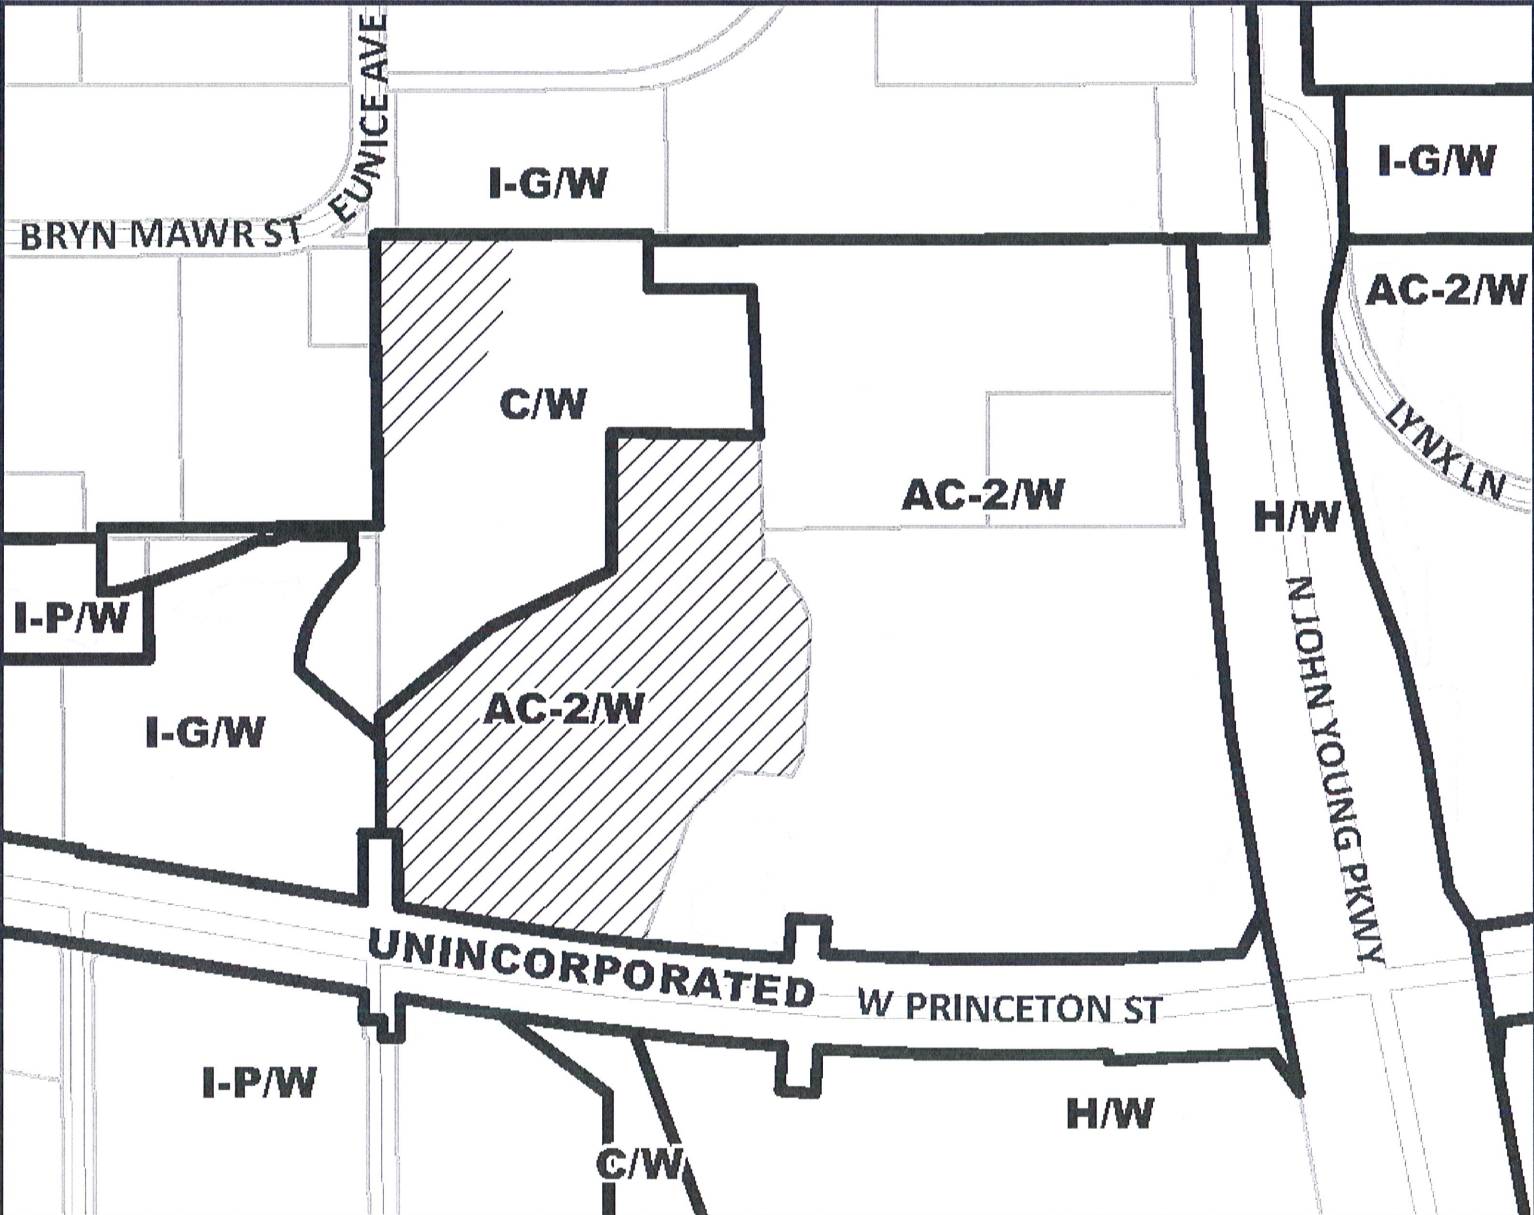 EUNICE AVE
I-G/W
I-G/W
BRYN MAWR ST
AC-2/W
C/W
LYNX LN
AC-2/W
H/W
I-P/W
N JOHN YOUNG PKWY
AC-2/W
I-G/W
UNINCORPORATED
W PRINCETON ST
I-P/W
H/W
C/W